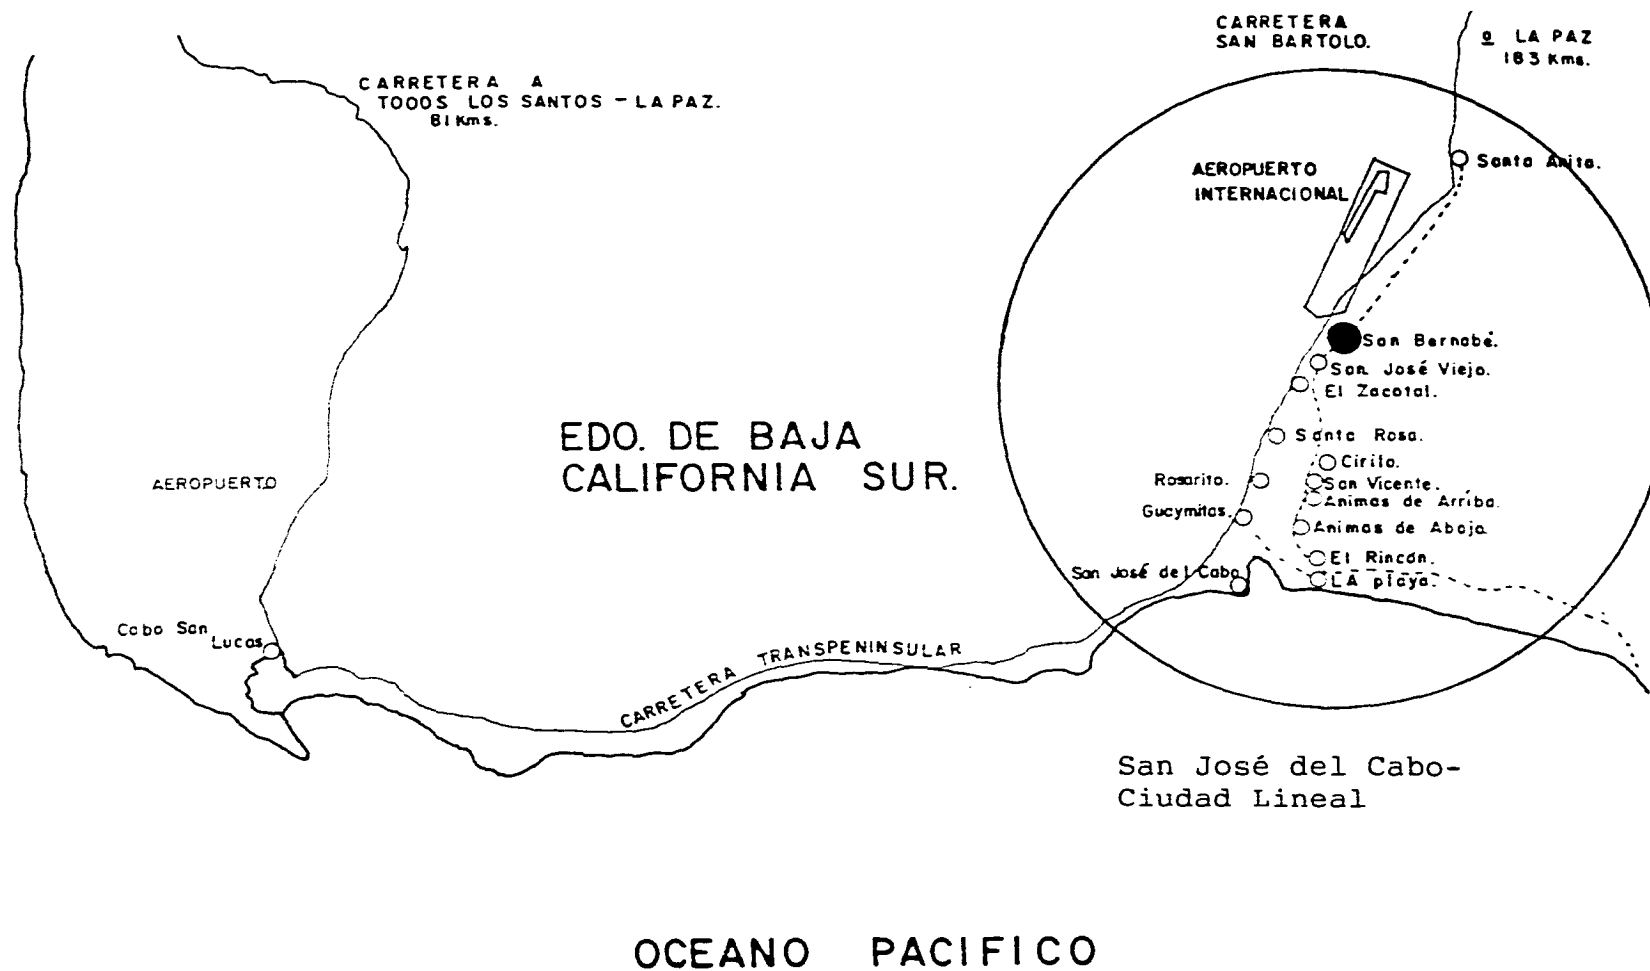 CARRETERA
SAN BARTOLO.
a LA PAZ
183 Kms.
CARRETERA A
TODOS LOS SANTOS - LA PAZ.
81 Kms.
AEROPUERTO
INTERNACIONAL
Santa Anita.
San Bernabé.
San José Viejo.
El Zacatal.
EDO. DE BAJA
CALIFORNIA SUR.
Santa Rosa.
Cirilo.
AEROPUERTO
Rosarito.
San Vicente.
Animas de Arriba.
Gucymitas.
Animas de Abajo
El Rincón.
San José del Cabo
LA playa.
Cabo San
Lucas
CARRETERA TRANSPENINSULAR
San José del Cabo-
Ciudad Lineal
OCEANO PACIFICO